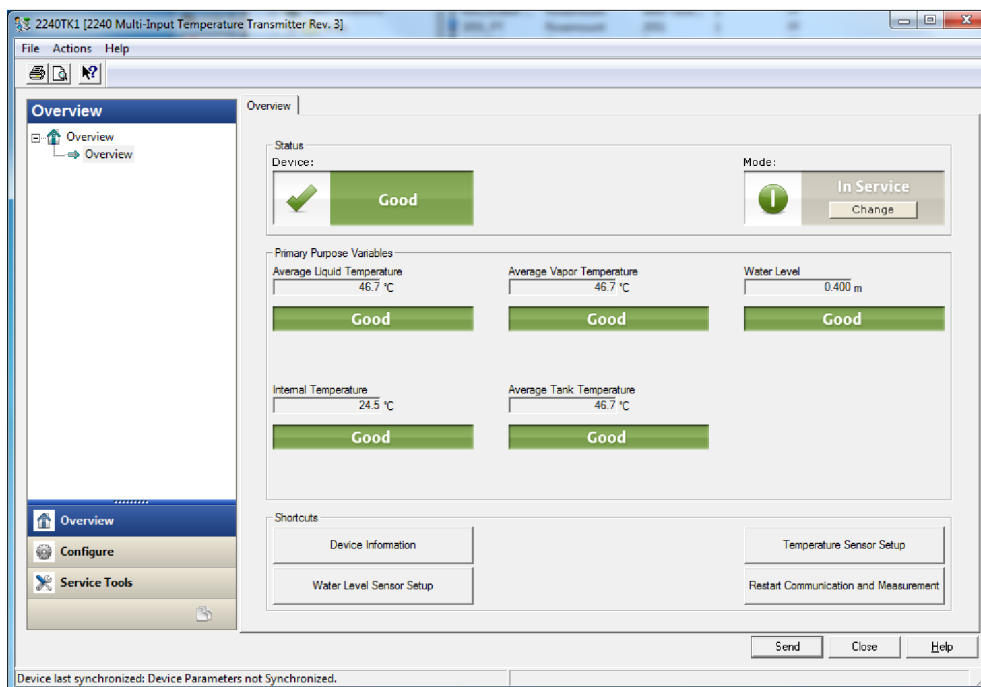 2240TK1 [2240 Multi-Input Temperature Transmitter Rev. 3]
File Actions Help
Overview
Overview
Overview
Overview
Status
Device:
Good
Mode:
In Service
Change
Primary Purpose Variables
Average Liquid Temperature
46.7 °C
Good
Average Vapor Temperature
46.7 °C
Good
Water Level
0.400 m
Good
Internal Temperature
24.5 °C
Good
Average Tank Temperature
46.7 °C
Good
Overview
Configure
Service Tools
Shortcuts
Device Information
Temperature Sensor Setup
Water Level Sensor Setup
Restart Communication and Measurement
Send Close Help
Device last synchronized: Device Parameters not Synchronized.